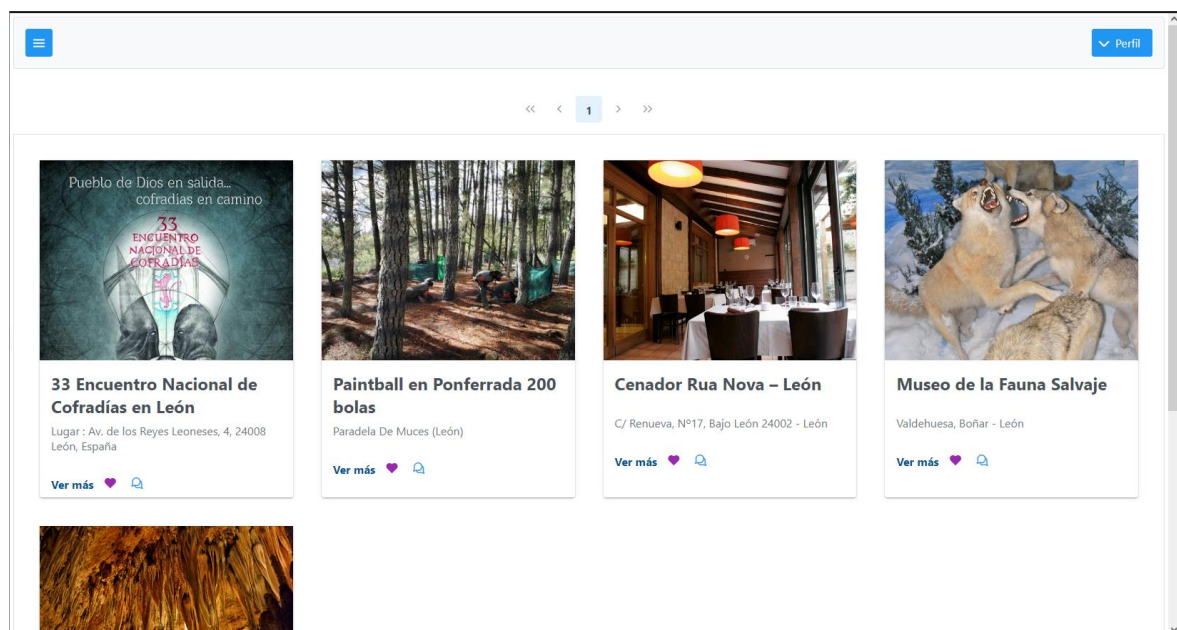 Perfil
<< < 1 > >>
Pueblo de Dios en salida...
cofradías en camino
33
ENCUENTRO
NACIONAL DE
COFRADÍAS
33 Encuentro Nacional de
Cofradías en León
Lugar : Av. de los Reyes Leoneses, 4, 24008
León, España
Ver más
Paintball en Ponferrada 200
bolas
Paradela De Muces (León)
Ver más
Cenador Rua Nova – León
C/ Renueva, Nº17, Bajo León 24002 - León
Ver más
Museo de la Fauna Salvaje
Valdehuesa, Boñar - León
Ver más